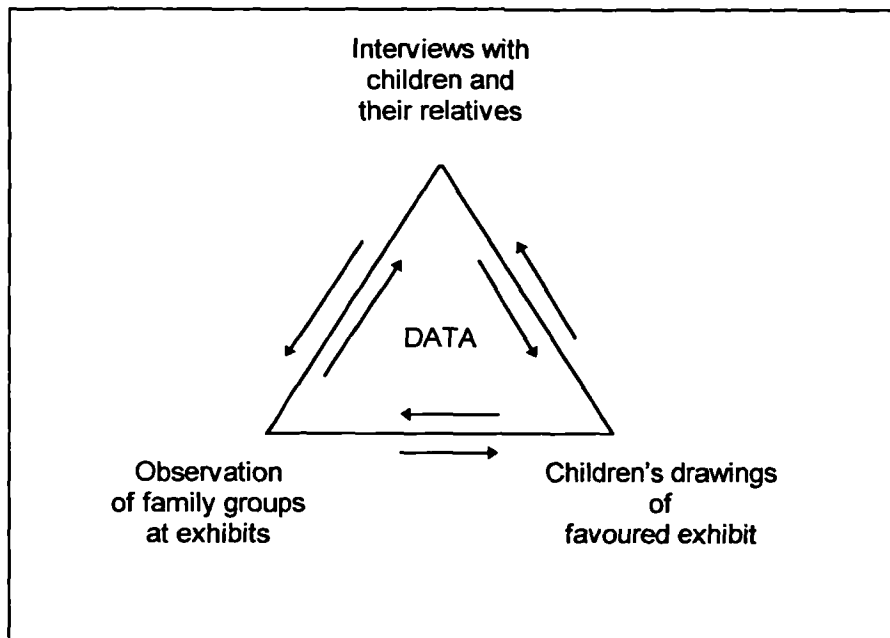 Interviews with
children and
their relatives
DATA
Observation
of family groups
at exhibits
Children's drawings
of
favoured exhibit